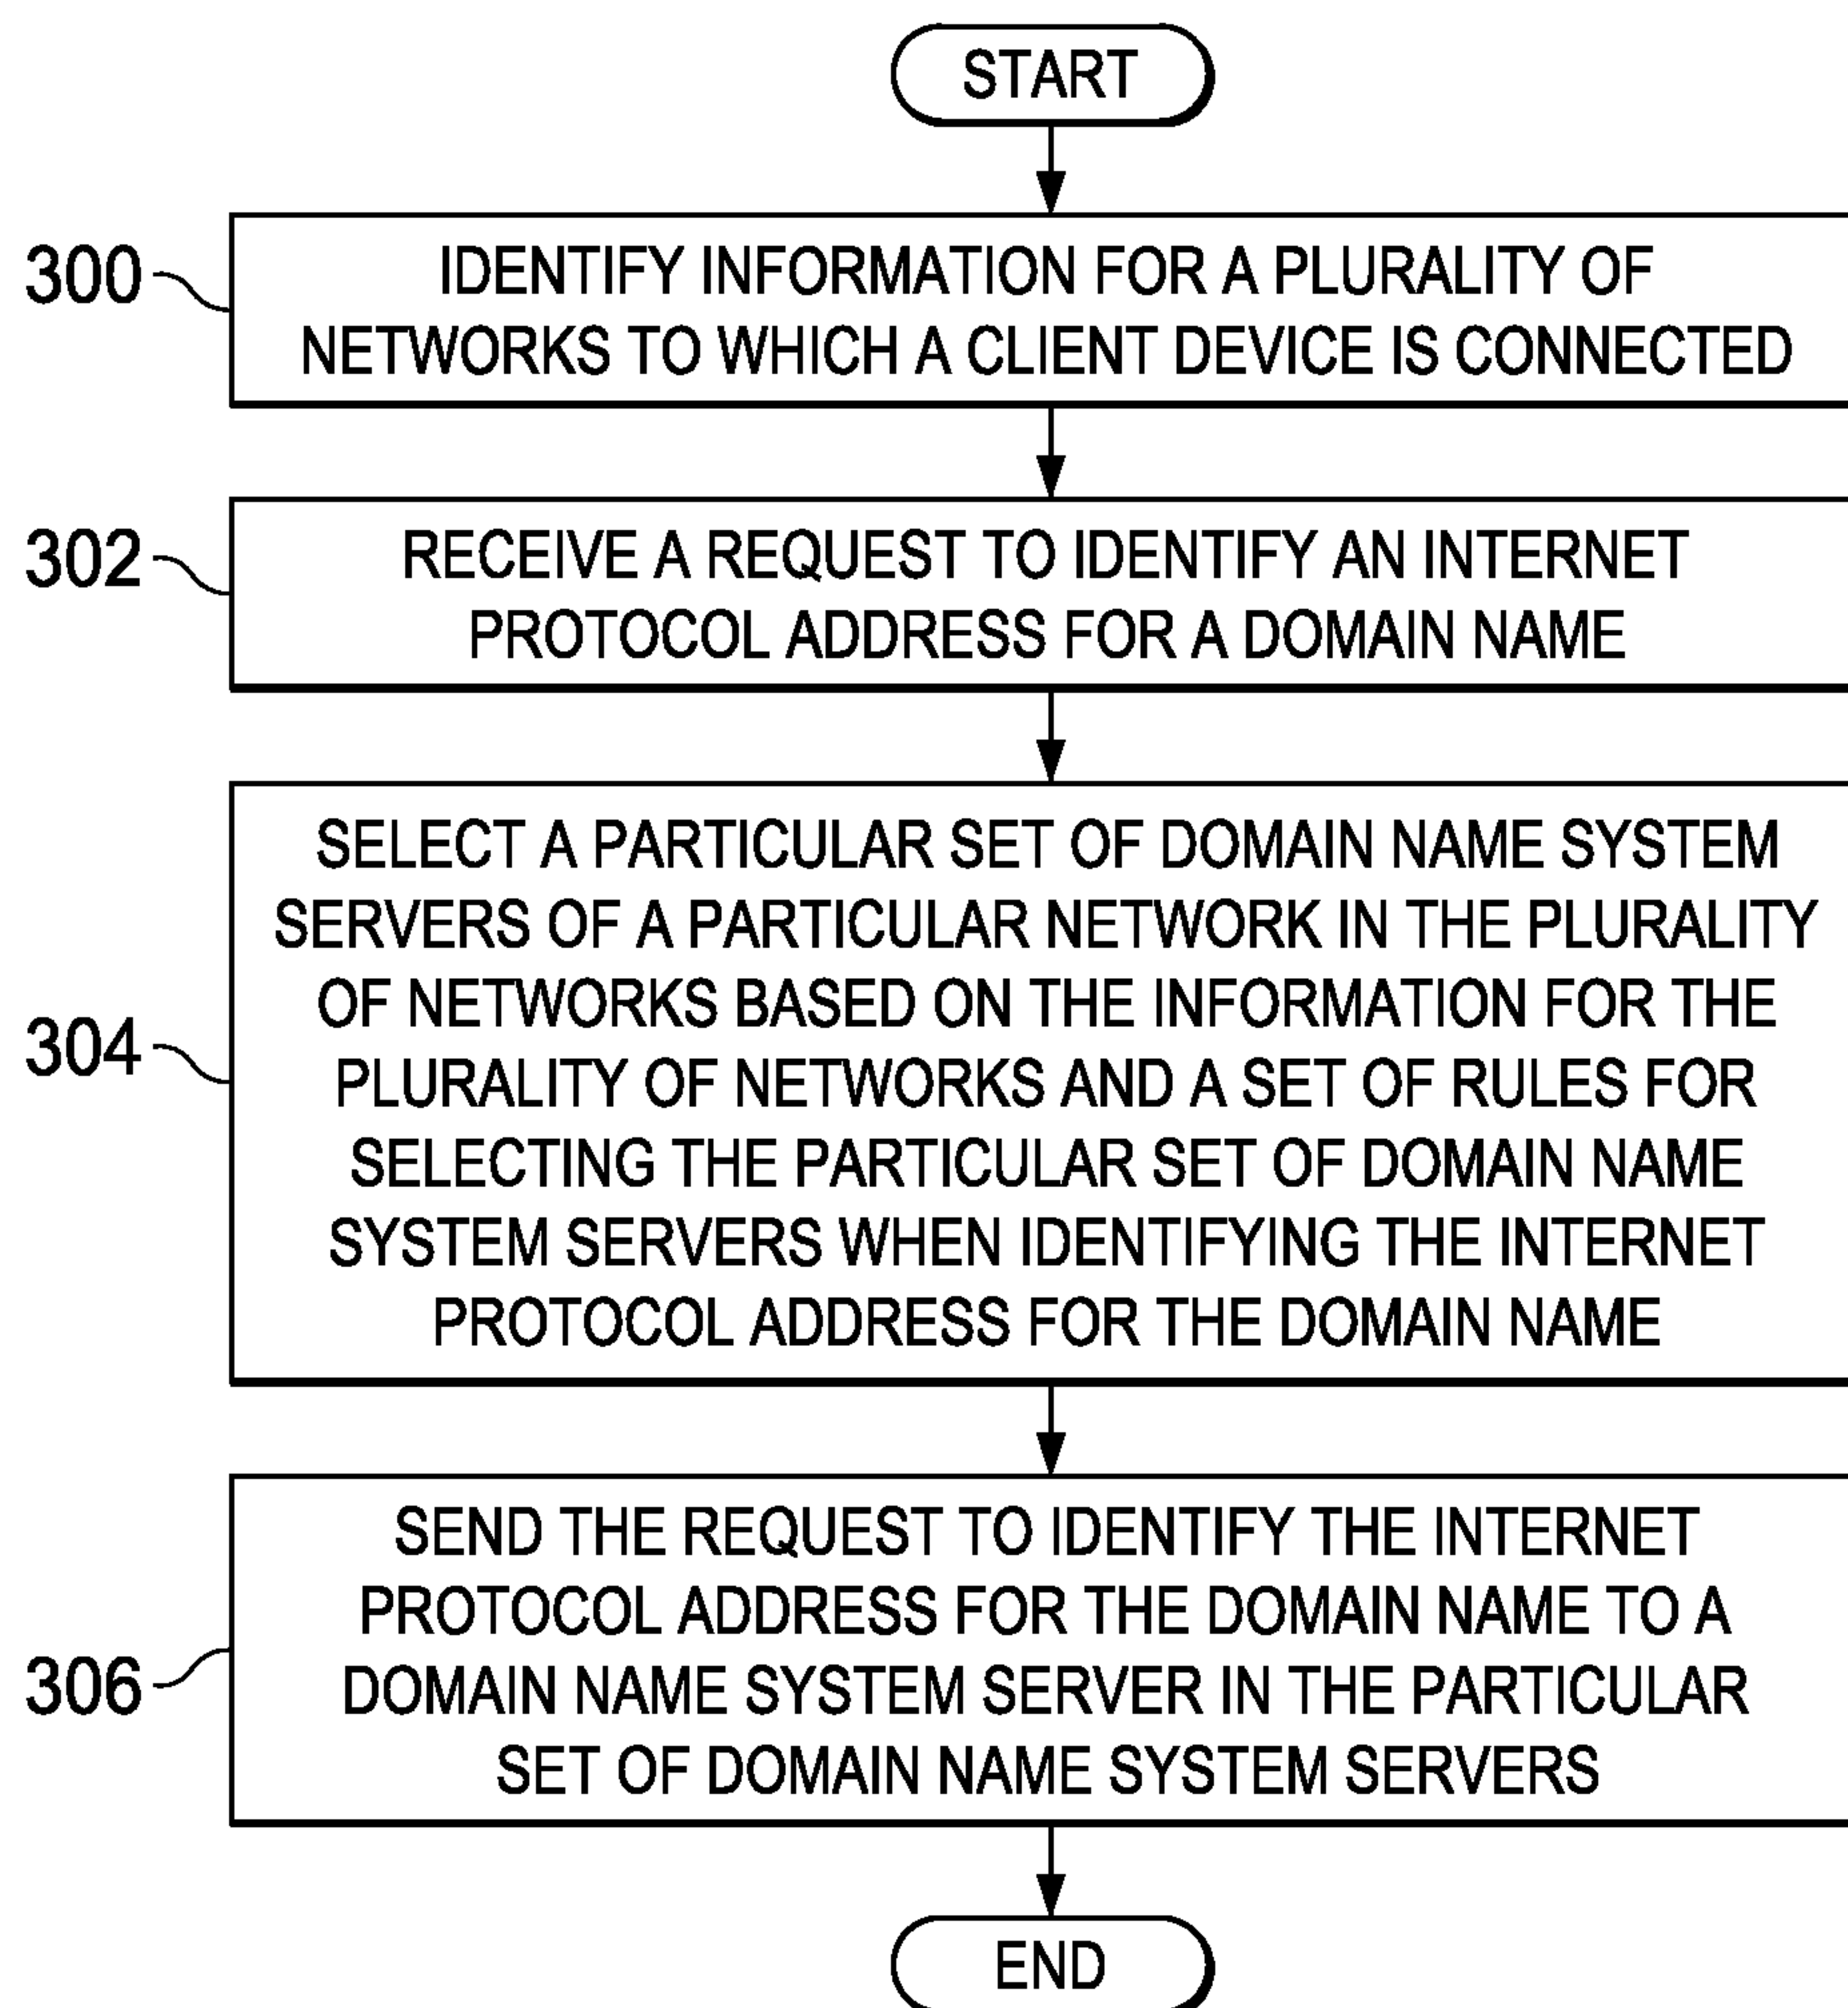 START
300
IDENTIFY INFORMATION FOR A PLURALITY OF
NETWORKS TO WHICH A CLIENT DEVICE IS CONNECTED
302
RECEIVE A REQUEST TO IDENTIFY AN INTERNET
PROTOCOL ADDRESS FOR A DOMAIN NAME
304
SELECT A PARTICULAR SET OF DOMAIN NAME SYSTEM
SERVERS OF A PARTICULAR NETWORK IN THE PLURALITY
OF NETWORKS BASED ON THE INFORMATION FOR THE
PLURALITY OF NETWORKS AND A SET OF RULES FOR
SELECTING THE PARTICULAR SET OF DOMAIN NAME
SYSTEM SERVERS WHEN IDENTIFYING THE INTERNET
PROTOCOL ADDRESS FOR THE DOMAIN NAME
306
SEND THE REQUEST TO IDENTIFY THE INTERNET
PROTOCOL ADDRESS FOR THE DOMAIN NAME TO A
DOMAIN NAME SYSTEM SERVER IN THE PARTICULAR
SET OF DOMAIN NAME SYSTEM SERVERS
END